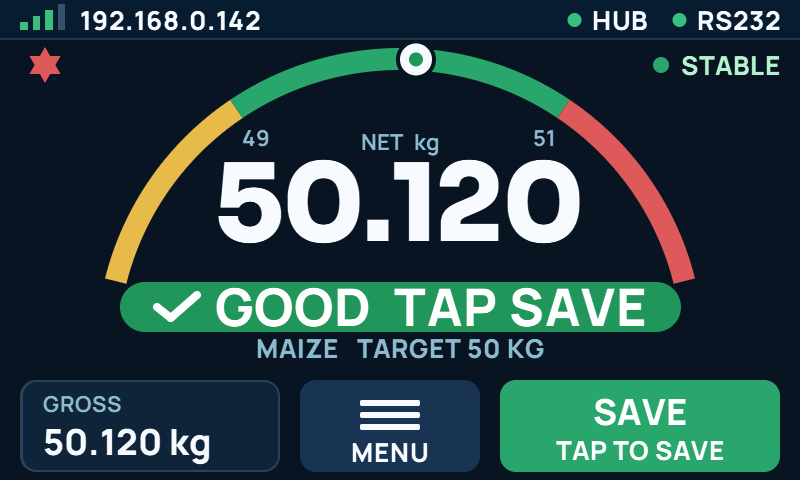 192.168.0.142
HUB
RS232
STABLE
49
NET kg
51
50.120
GOOD TAP SAVE
MAIZE TARGET 50 KG
GROSS
50.120 kg
MENU
SAVE
TAP TO SAVE